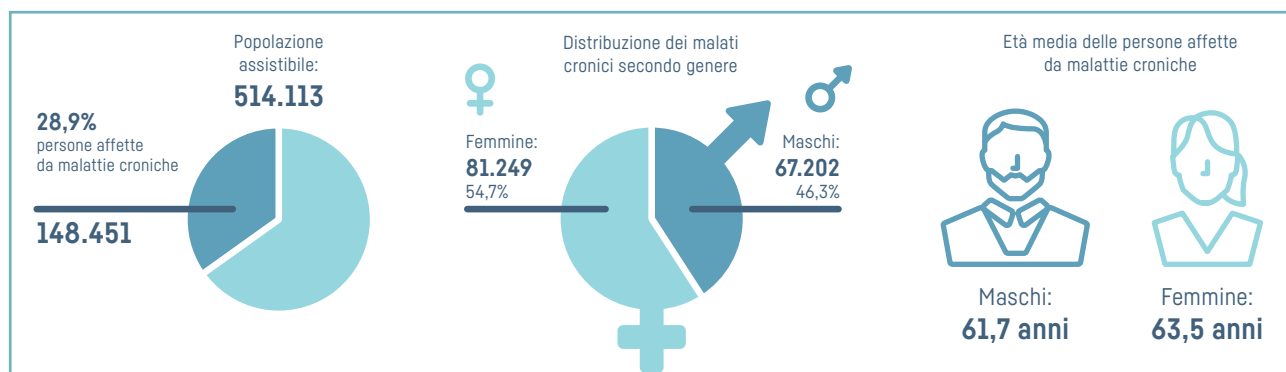 Popolazione
assistibile:
514.113
28,9%
persone affette
da malattie croniche
148.451
Distribuzione dei malati
cronici secondo genere
Femmine:
81.249
54,7%
Maschi:
67.202
46,3%
Età media delle persone affette
da malattie croniche
Maschi:
61,7 anni
Femmine:
63,5 anni